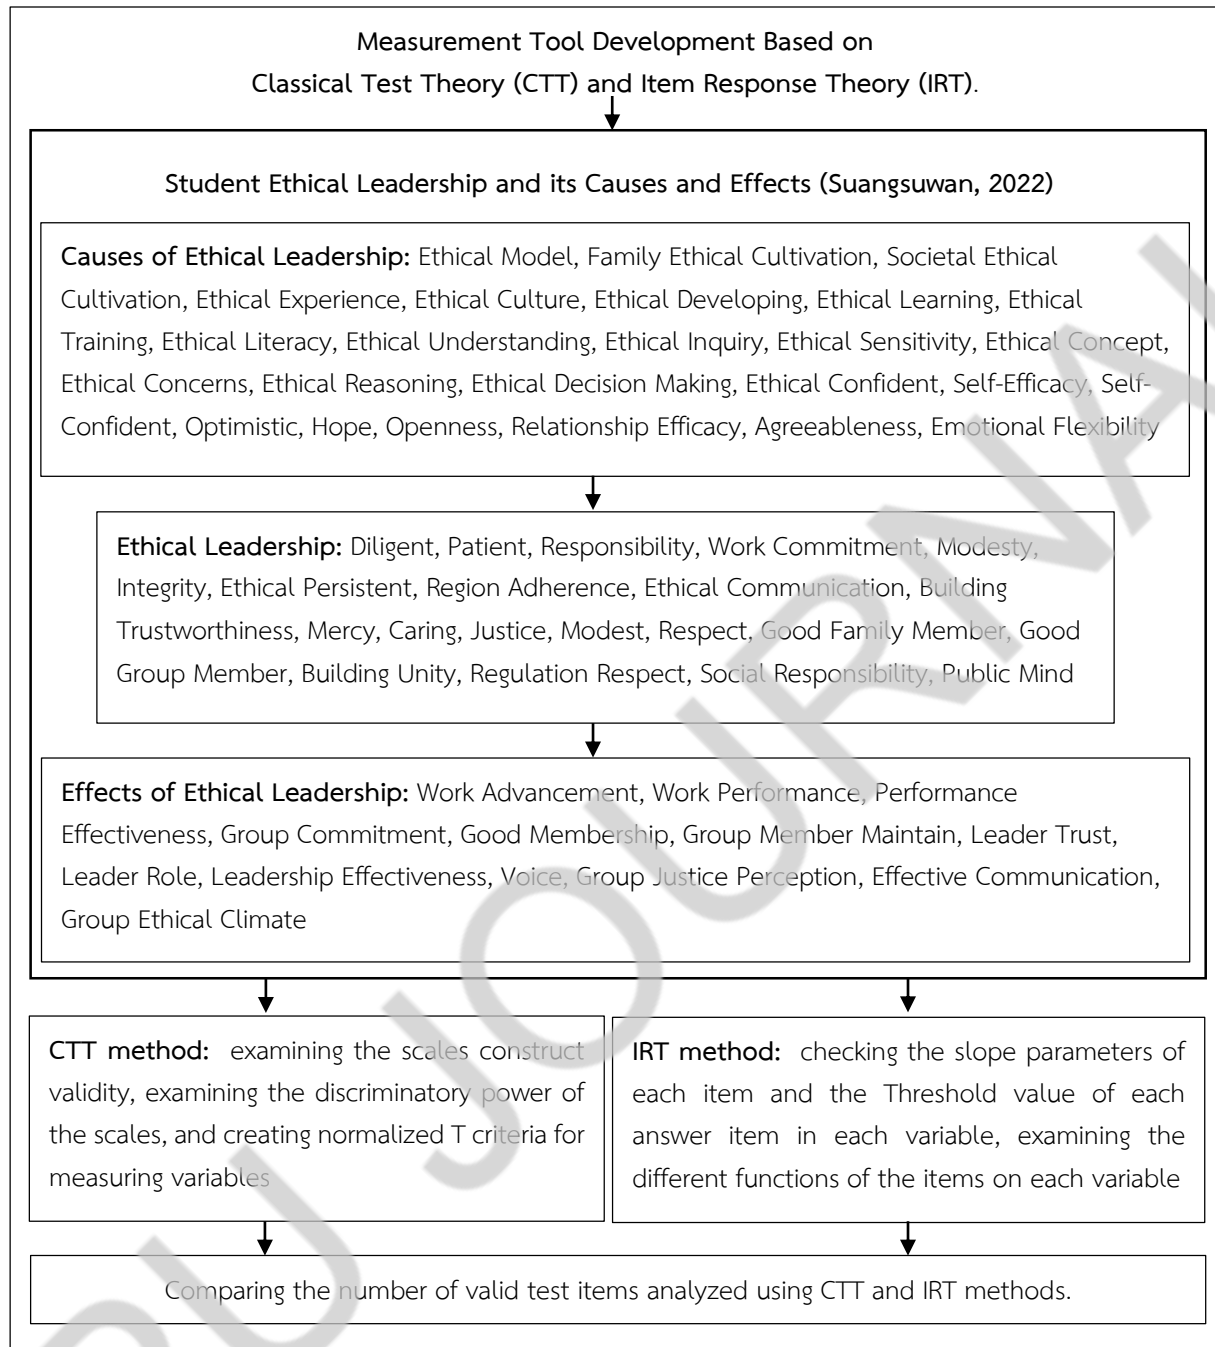 Measurement Tool Development Based on
Classical Test Theory (CTT) and Item Response Theory (IRT).
Student Ethical Leadership and its Causes and Effects (Suangsuwan, 2022)
Causes of Ethical Leadership: Ethical Model, Family Ethical Cultivation, Societal Ethical
Cultivation, Ethical Experience, Ethical Culture, Ethical Developing, Ethical Learning, Ethical
Training, Ethical Literacy, Ethical Understanding, Ethical Inquiry, Ethical Sensitivity, Ethical Concept,
Ethical Concerns, Ethical Reasoning, Ethical Decision Making, Ethical Confident, Self-Efficacy, Self-
Confident, Optimistic, Hope, Openness, Relationship Efficacy, Agreeableness, Emotional Flexibility
Ethical Leadership: Diligent, Patient, Responsibility, Work Commitment, Modesty,
Integrity, Ethical Persistent, Region Adherence, Ethical Communication, Building
Trustworthiness, Mercy, Caring, Justice, Modest, Respect, Good Family Member, Good
Group Member, Building Unity, Regulation Respect, Social Responsibility, Public Mind
Effects of Ethical Leadership: Work Advancement, Work Performance, Performance
Effectiveness, Group Commitment, Good Membership, Group Member Maintain, Leader Trust,
Leader Role, Leadership Effectiveness, Voice, Group Justice Perception, Effective Communication,
Group Ethical Climate
CTT method: examining the scales construct
validity, examining the discriminatory power of
the scales, and creating normalized T criteria for
measuring variables
IRT method: checking the slope parameters of
each item and the Threshold value of each
answer item in each variable, examining the
different functions of the items on each variable
Comparing the number of valid test items analyzed using CTT and IRT methods.
RU JOURNAL